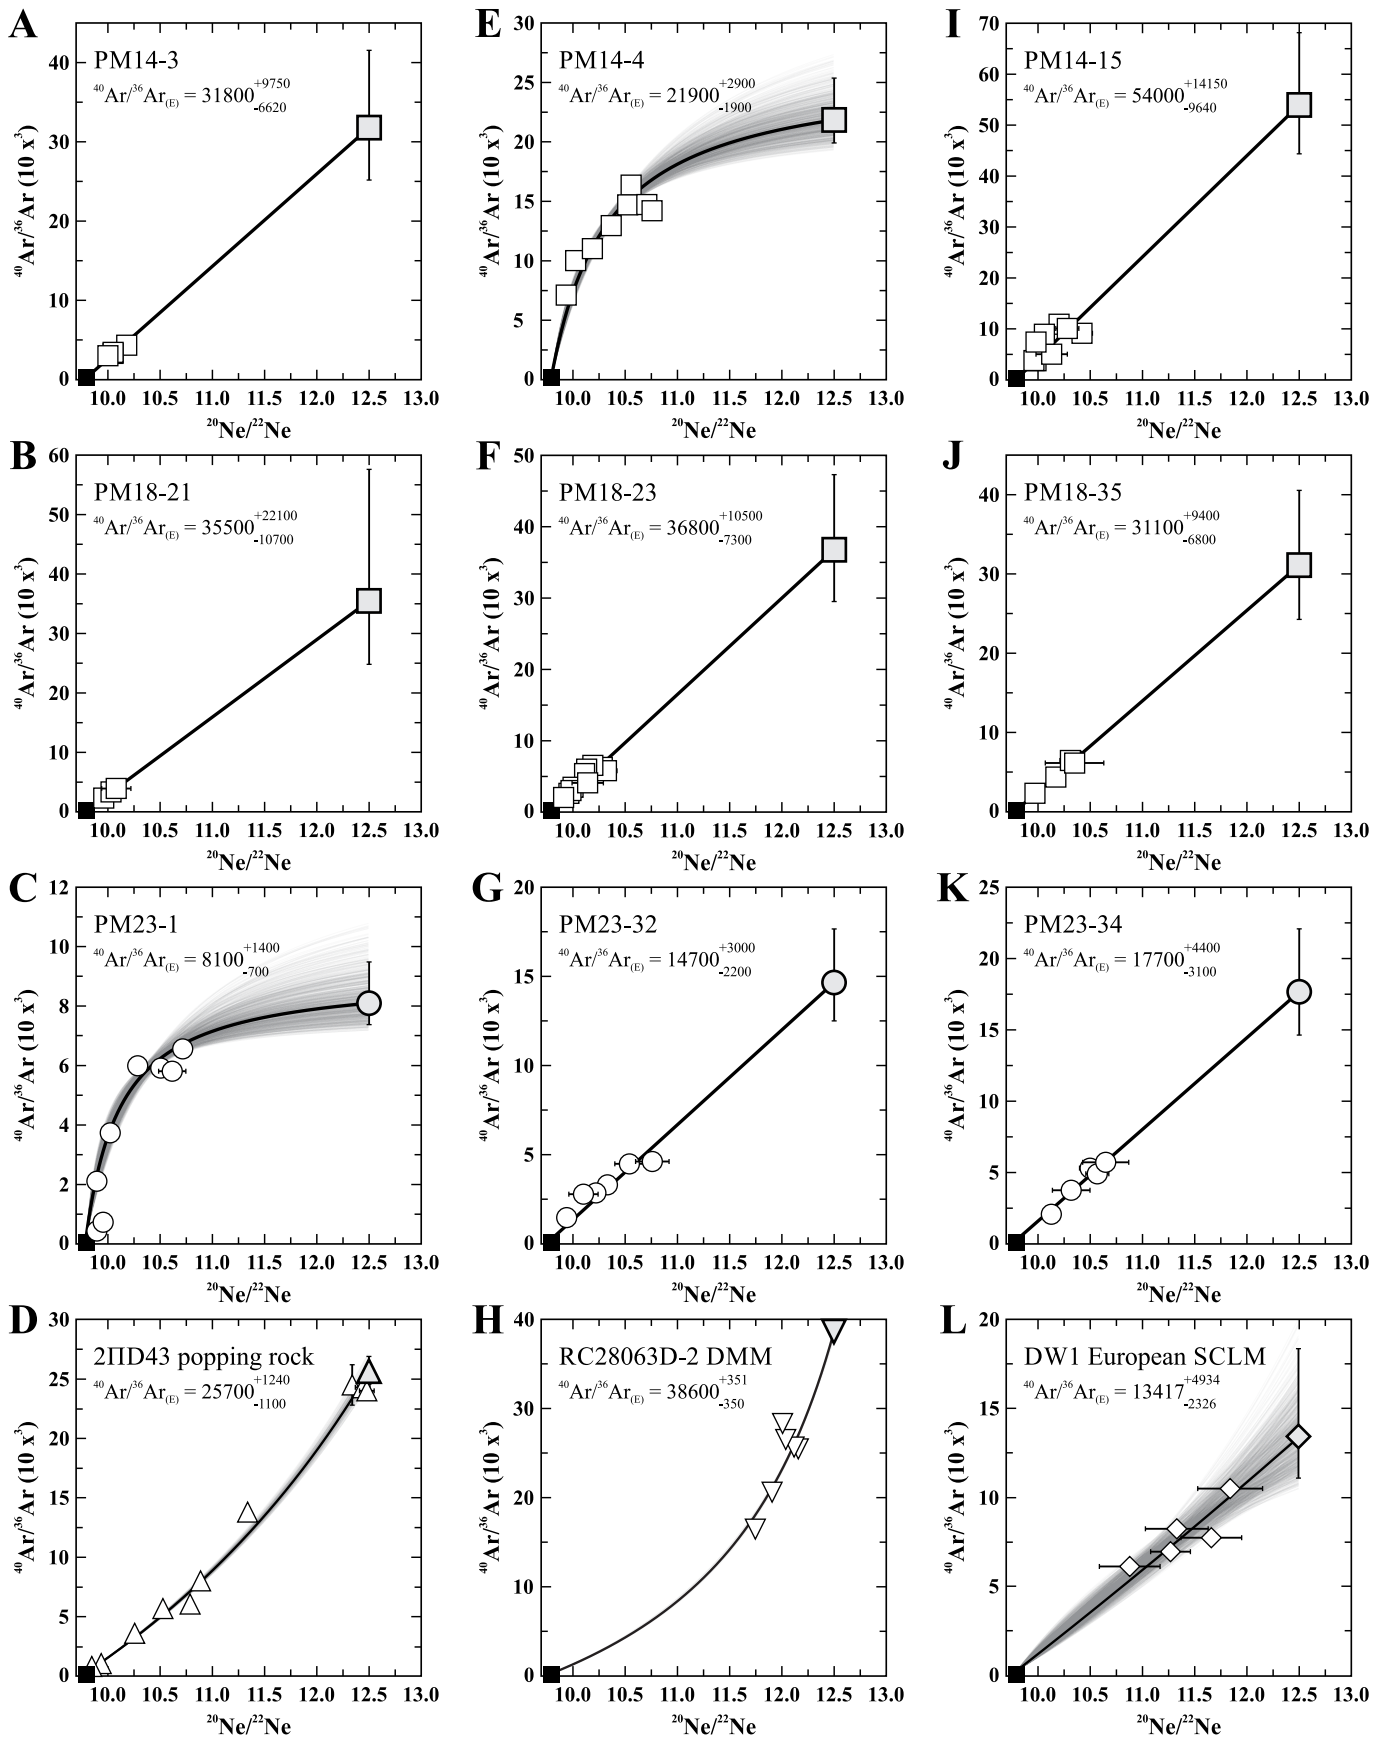 A
PM14-3
⁴⁰Ar/³⁶Ar(E) = 31800 +9750 -6620
⁴⁰Ar/³⁶Ar (10 x³)
40
30
20
10
0
10.0 10.5 11.0 11.5 12.0 12.5 13.0
²⁰Ne/²²Ne
E
PM14-4
⁴⁰Ar/³⁶Ar(E) = 21900 +2900 -1900
⁴⁰Ar/³⁶Ar (10 x³)
30
25
20
15
10
5
0
10.0 10.5 11.0 11.5 12.0 12.5 13.0
²⁰Ne/²²Ne
I
PM14-15
⁴⁰Ar/³⁶Ar(E) = 54000 +14150 -9640
⁴⁰Ar/³⁶Ar (10 x³)
70
60
50
40
30
20
10
0
10.0 10.5 11.0 11.5 12.0 12.5 13.0
²⁰Ne/²²Ne
B
PM18-21
⁴⁰Ar/³⁶Ar(E) = 35500 +22100 -10700
⁴⁰Ar/³⁶Ar (10 x³)
60
50
40
30
20
10
0
10.0 10.5 11.0 11.5 12.0 12.5 13.0
²⁰Ne/²²Ne
F
PM18-23
⁴⁰Ar/³⁶Ar(E) = 36800 +10500 -7300
⁴⁰Ar/³⁶Ar (10 x³)
50
40
30
20
10
0
10.0 10.5 11.0 11.5 12.0 12.5 13.0
²⁰Ne/²²Ne
J
PM18-35
⁴⁰Ar/³⁶Ar(E) = 31100 +9400 -6800
⁴⁰Ar/³⁶Ar (10 x³)
40
30
20
10
0
10.0 10.5 11.0 11.5 12.0 12.5 13.0
²⁰Ne/²²Ne
C
PM23-1
⁴⁰Ar/³⁶Ar(E) = 8100 +1400 -700
⁴⁰Ar/³⁶Ar (10 x³)
12
10
8
6
4
2
0
10.0 10.5 11.0 11.5 12.0 12.5 13.0
²⁰Ne/²²Ne
G
PM23-32
⁴⁰Ar/³⁶Ar(E) = 14700 +3000 -2200
⁴⁰Ar/³⁶Ar (10 x³)
20
15
10
5
0
10.0 10.5 11.0 11.5 12.0 12.5 13.0
²⁰Ne/²²Ne
K
PM23-34
⁴⁰Ar/³⁶Ar(E) = 17700 +4400 -3100
⁴⁰Ar/³⁶Ar (10 x³)
25
20
15
10
5
0
10.0 10.5 11.0 11.5 12.0 12.5 13.0
²⁰Ne/²²Ne
D
2ΠD43 popping rock
⁴⁰Ar/³⁶Ar(E) = 25700 +1240 -1100
⁴⁰Ar/³⁶Ar (10 x³)
30
25
20
15
10
5
0
10.0 10.5 11.0 11.5 12.0 12.5 13.0
²⁰Ne/²²Ne
H
RC28063D-2 DMM
⁴⁰Ar/³⁶Ar(E) = 38600 +351 -350
⁴⁰Ar/³⁶Ar (10 x³)
40
30
20
10
0
10.0 10.5 11.0 11.5 12.0 12.5 13.0
²⁰Ne/²²Ne
L
DW1 European SCLM
⁴⁰Ar/³⁶Ar(E) = 13417 +4934 -2326
⁴⁰Ar/³⁶Ar (10 x³)
20
15
10
5
0
10.0 10.5 11.0 11.5 12.0 12.5 13.0
²⁰Ne/²²Ne